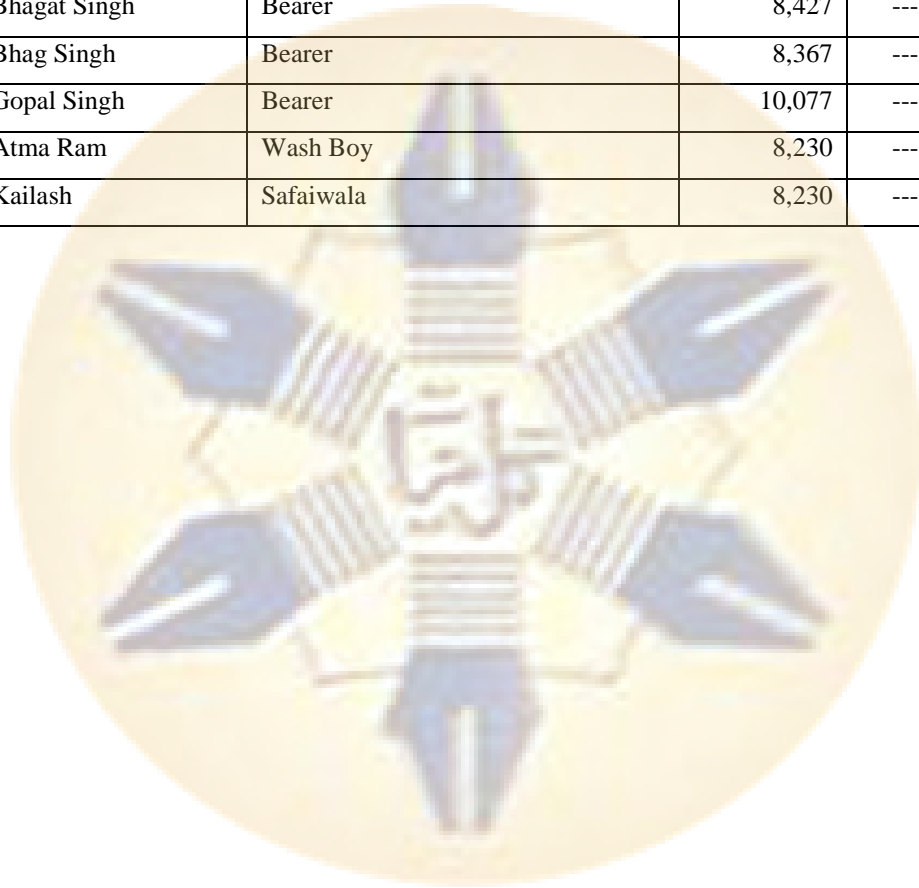 Bhagat Singh Bearer 8,427 ---
Bhag Singh Bearer 8,367 ---
Gopal Singh Bearer 10,077 ---
Atma Ram Wash Boy 8,230 ---
Kailash Safaiwala 8,230 ---